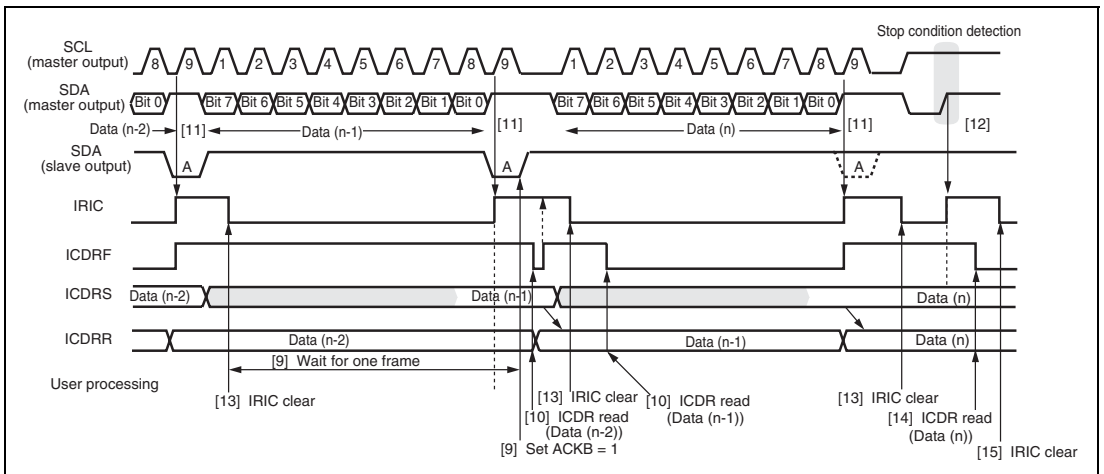 Stop condition detection
SCL
(master output)
8 9 1 2 3 4 5 6 7 8 9 1 2 3 4 5 6 7 8 9
SDA
(master output)
Bit 0 Bit 7 Bit 6 Bit 5 Bit 4 Bit 3 Bit 2 Bit 1 Bit 0 Bit 7 Bit 6 Bit 5 Bit 4 Bit 3 Bit 2 Bit 1 Bit 0
Data (n-2) [11] Data (n-1) [11] Data (n) [11] [12]
SDA
(slave output)
A A A
IRIC
ICDRF
ICDRS
Data (n-2) Data (n-1) Data (n)
ICDRR
Data (n-2) Data (n-1) Data (n)
[9] Wait for one frame
User processing
[13] IRIC clear
[13] IRIC clear
[10] ICDR read
(Data (n-1))
[13] IRIC clear
[10] ICDR read
(Data (n-2))
[14] ICDR read
(Data (n))
[9] Set ACKB = 1
[15] IRIC clear